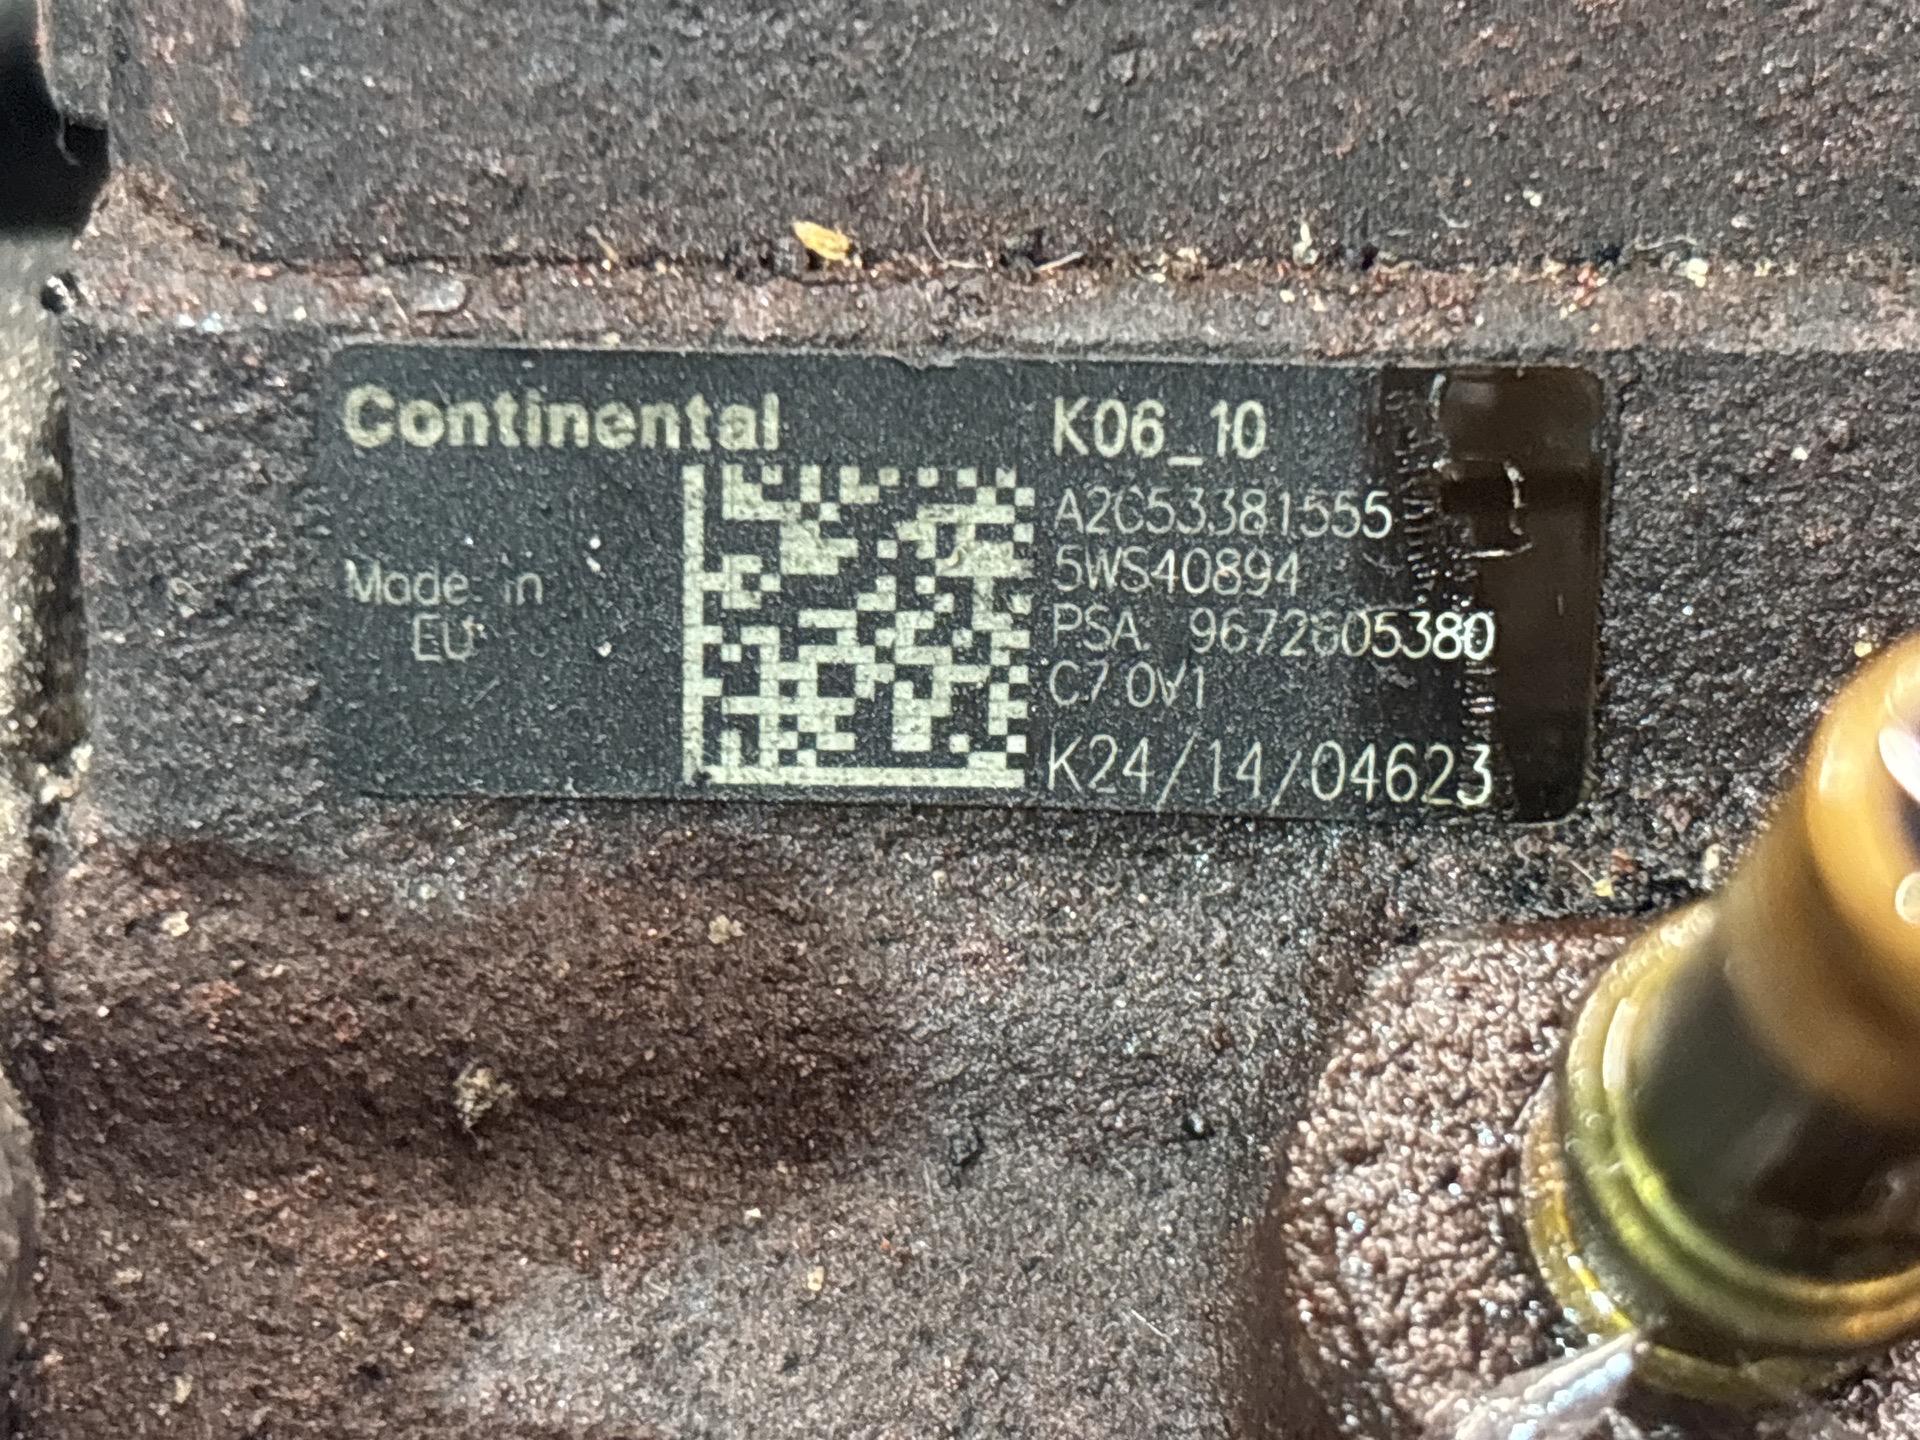 Continental
Made in
EU
K06_10
A2C53381555
5WS40894
PSA 9672605380
C7.0V1
K24/14/04623